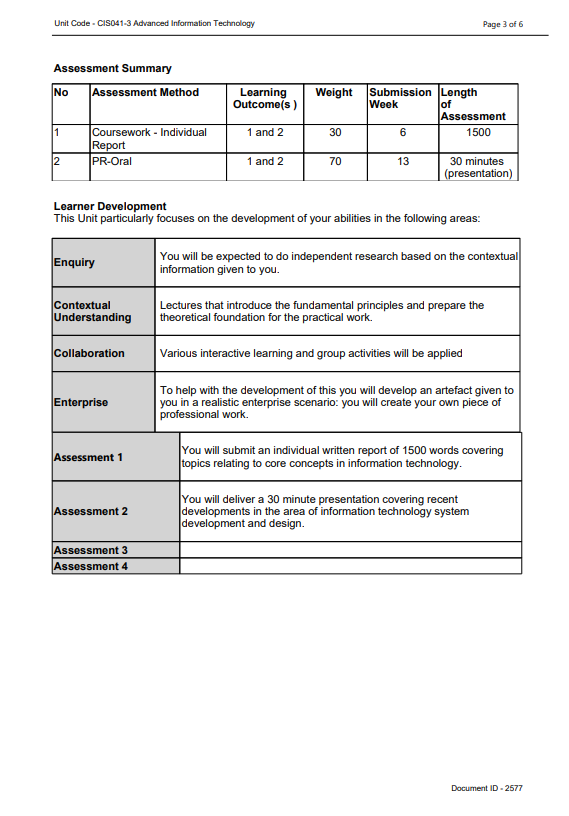 Unit Code - CIS041-3 Advanced Information Technology
Page 3 of 6
Assessment Summary
No Assessment Method Learning Outcome(s ) Weight Submission Week Length of Assessment
1 Coursework - Individual Report 1 and 2 30 6 1500
2 PR-Oral 1 and 2 70 13 30 minutes (presentation)
Learner Development
This Unit particularly focuses on the development of your abilities in the following areas:
Enquiry
You will be expected to do independent research based on the contextual
information given to you.
Contextual
Understanding
Lectures that introduce the fundamental principles and prepare the
theoretical foundation for the practical work.
Collaboration
Various interactive learning and group activities will be applied
Enterprise
To help with the development of this you will develop an artefact given to
you in a realistic enterprise scenario: you will create your own piece of
professional work.
Assessment 1
You will submit an individual written report of 1500 words covering
topics relating to core concepts in information technology.
Assessment 2
You will deliver a 30 minute presentation covering recent
developments in the area of information technology system
development and design.
Assessment 3
Assessment 4
Document ID - 2577